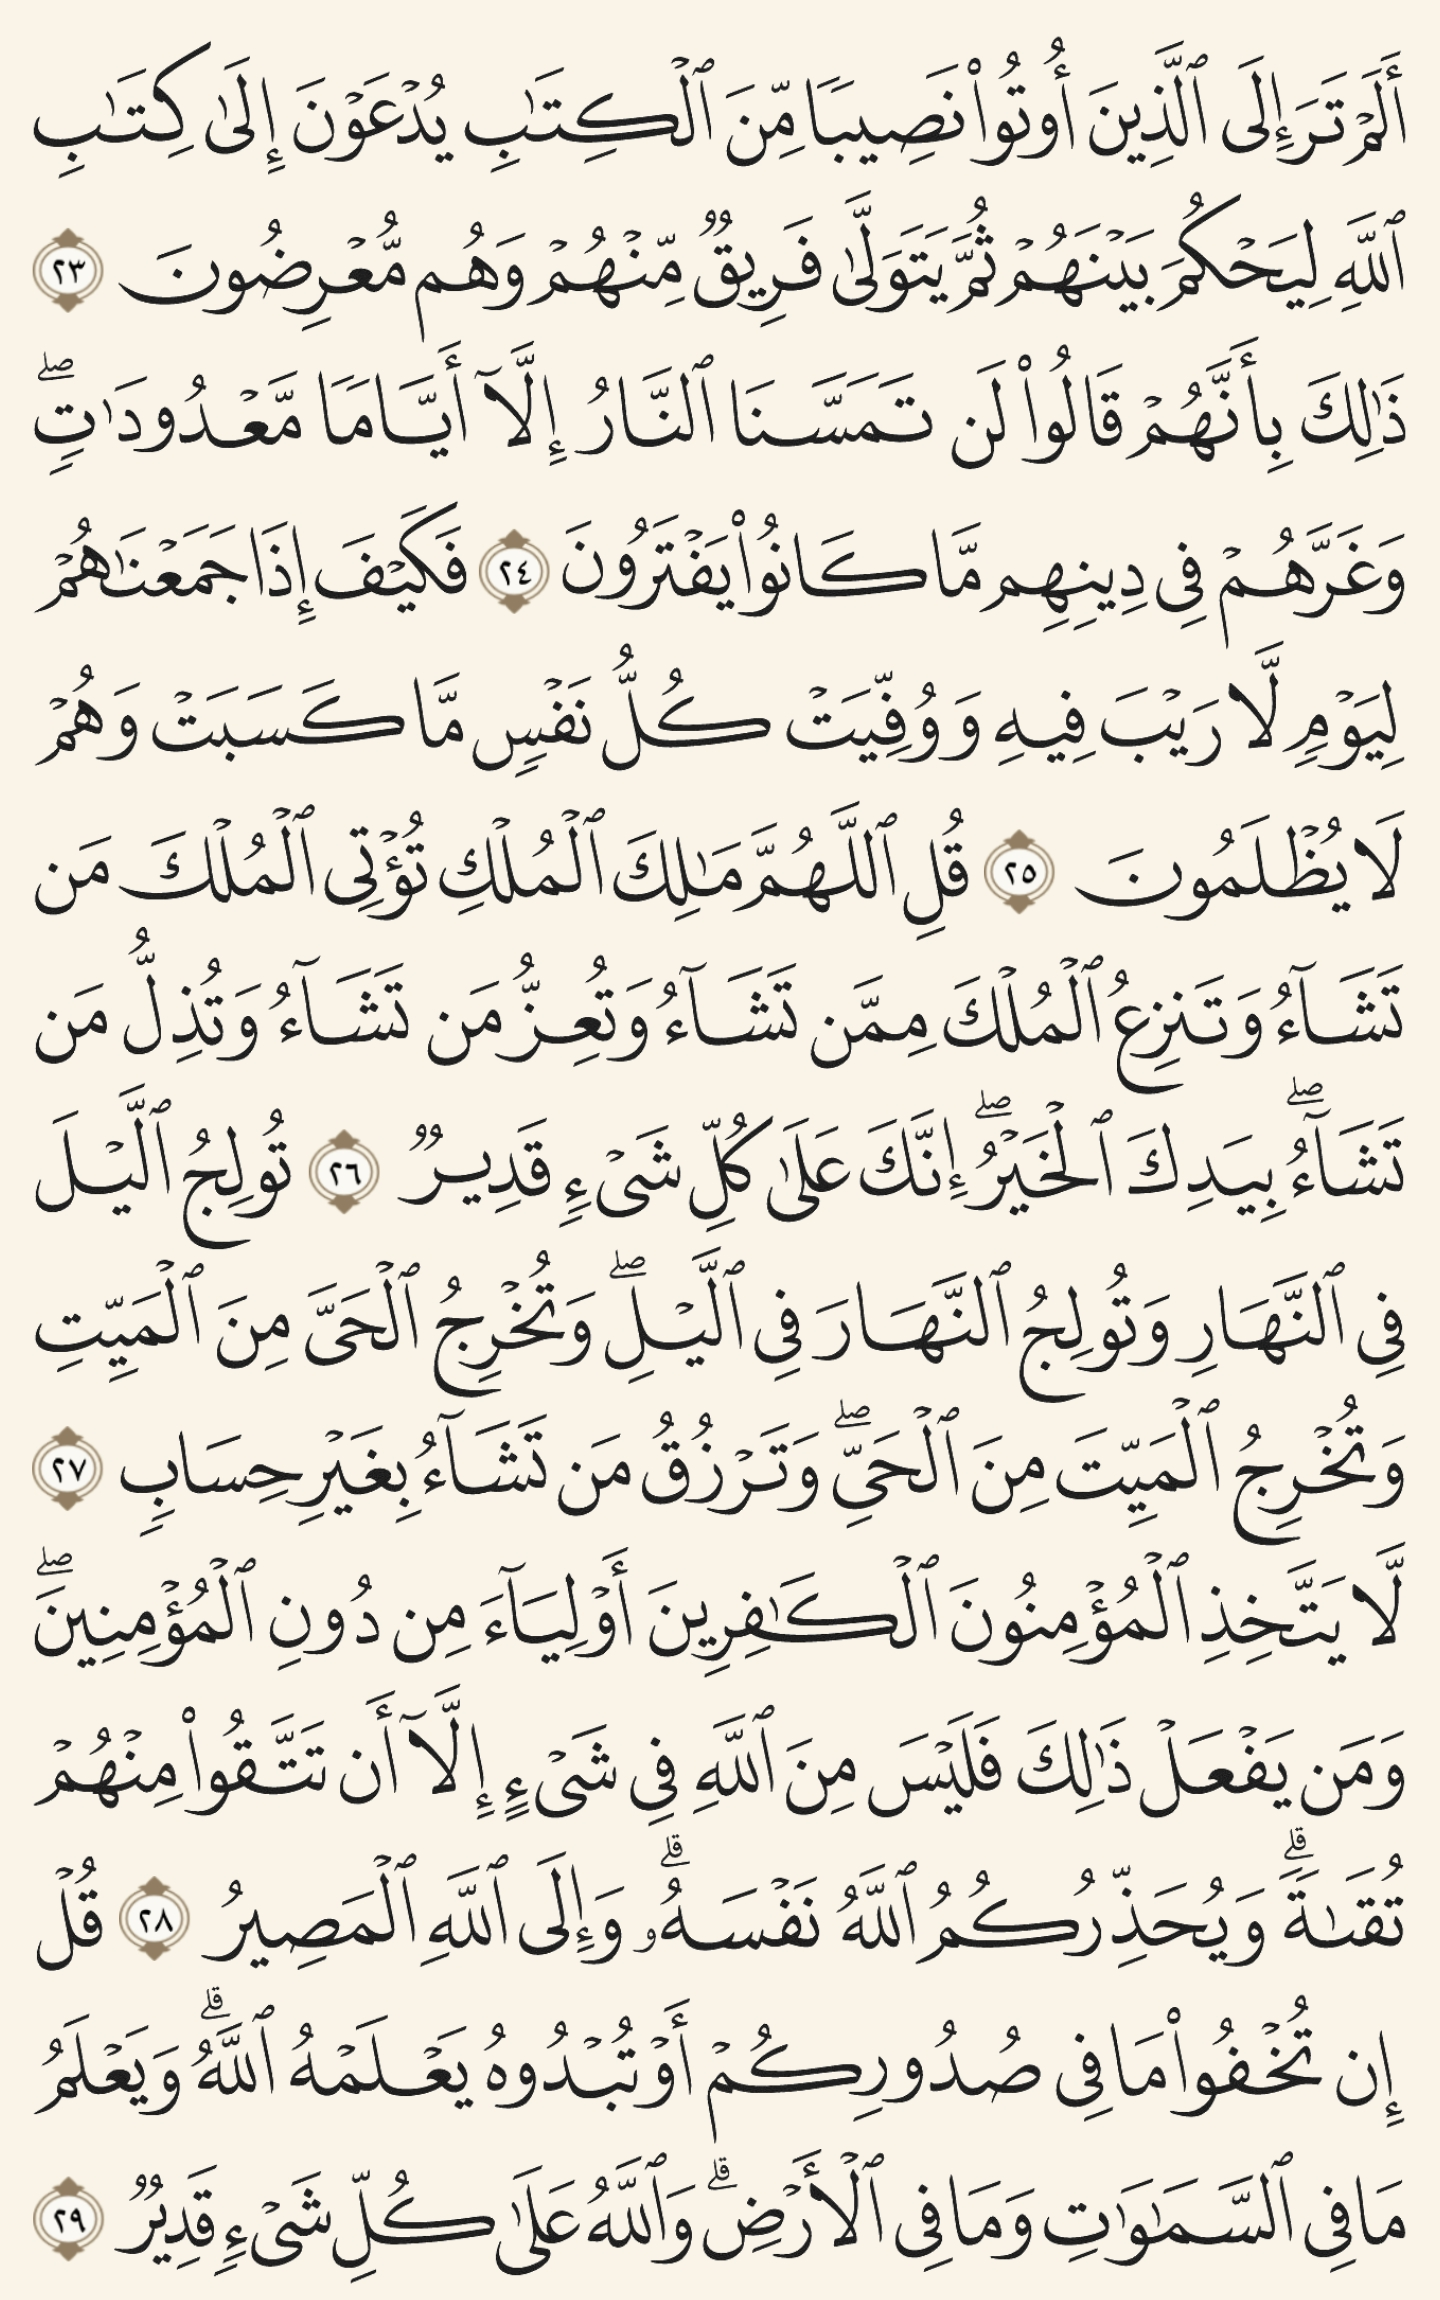 أَلَمْ تَرَ إِلَى ٱلَّذِينَ أُوتُوا۟ نَصِيبًا مِّنَ ٱلْكِتَـٰبِ يُدْعَوْنَ إِلَىٰ كِتَـٰبِ
ٱللَّهِ لِيَحْكُمَ بَيْنَهُمْ ثُمَّ يَتَوَلَّىٰ فَرِيقٌ مِّنْهُمْ وَهُم مُّعْرِضُونَ ٢٣
ذَٰلِكَ بِأَنَّهُمْ قَالُوا۟ لَن تَمَسَّنَا ٱلنَّارُ إِلَّآ أَيَّامًا مَّعْدُودَٰتٍ ۖ
وَغَرَّهُمْ فِى دِينِهِم مَّا كَانُوا۟ يَفْتَرُونَ ٢٤ فَكَيْفَ إِذَا جَمَعْنَـٰهُمْ
لِيَوْمٍ لَّا رَيْبَ فِيهِ وَوُفِّيَتْ كُلُّ نَفْسٍ مَّا كَسَبَتْ وَهُمْ
لَا يُظْلَمُونَ ٢٥ قُلِ ٱللَّهُمَّ مَـٰلِكَ ٱلْمُلْكِ تُؤْتِى ٱلْمُلْكَ مَن
تَشَآءُ وَتَنزِعُ ٱلْمُلْكَ مِمَّن تَشَآءُ وَتُعِزُّ مَن تَشَآءُ وَتُذِلُّ مَن
تَشَآءُ ۖ بِيَدِكَ ٱلْخَيْرُ ۖ إِنَّكَ عَلَىٰ كُلِّ شَىْءٍ قَدِيرٌ ٢٦ تُولِجُ ٱلَّيْلَ
فِى ٱلنَّهَارِ وَتُولِجُ ٱلنَّهَارَ فِى ٱلَّيْلِ ۖ وَتُخْرِجُ ٱلْحَىَّ مِنَ ٱلْمَيِّتِ
وَتُخْرِجُ ٱلْمَيِّتَ مِنَ ٱلْحَىِّ ۖ وَتَرْزُقُ مَن تَشَآءُ بِغَيْرِ حِسَابٍ ٢٧
لَّا يَتَّخِذِ ٱلْمُؤْمِنُونَ ٱلْكَـٰفِرِينَ أَوْلِيَآءَ مِن دُونِ ٱلْمُؤْمِنِينَ ۖ
وَمَن يَفْعَلْ ذَٰلِكَ فَلَيْسَ مِنَ ٱللَّهِ فِى شَىْءٍ إِلَّآ أَن تَتَّقُوا۟ مِنْهُمْ
تُقَىٰةً ۗ وَيُحَذِّرُكُمُ ٱللَّهُ نَفْسَهُۥ ۗ وَإِلَى ٱللَّهِ ٱلْمَصِيرُ ٢٨ قُلْ
إِن تُخْفُوا۟ مَا فِى صُدُورِكُمْ أَوْ تُبْدُوهُ يَعْلَمْهُ ٱللَّهُ ۗ وَيَعْلَمُ
مَا فِى ٱلسَّمَـٰوَٰتِ وَمَا فِى ٱلْأَرْضِ ۗ وَٱللَّهُ عَلَىٰ كُلِّ شَىْءٍ قَدِيرٌ ٢٩